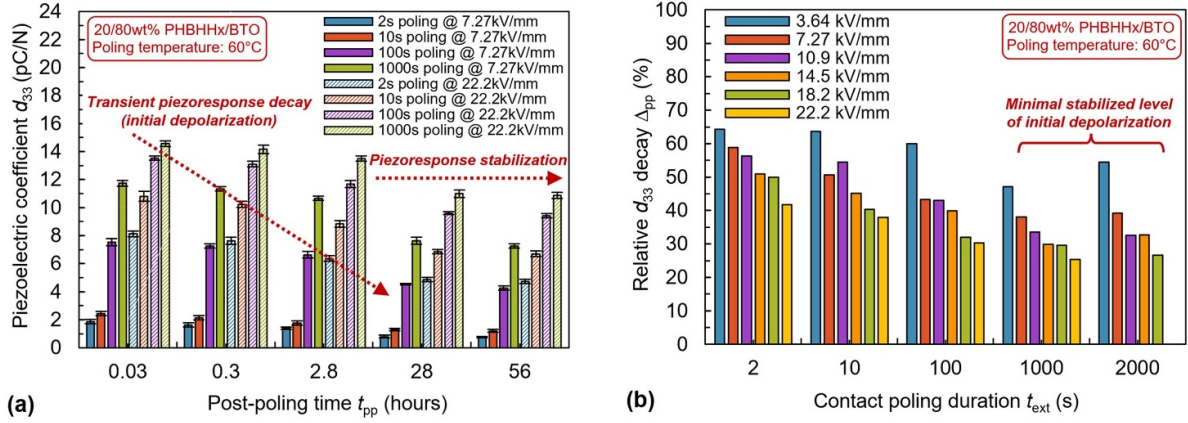 20/80wt% PHBHHx/BTO
Poling temperature: 60°C
2s poling @ 7.27kV/mm
10s poling @ 7.27kV/mm
100s poling @ 7.27kV/mm
1000s poling @ 7.27kV/mm
2s poling @ 22.2kV/mm
10s poling @ 22.2kV/mm
100s poling @ 22.2kV/mm
1000s poling @ 22.2kV/mm
Transient piezoresponse decay
(initial depolarization)
Piezoresponse stabilization
Piezoelectric coefficient d33 (pC/N)
24
22
20
18
16
14
12
10
8
6
4
2
0
0.03 0.3 2.8 28 56
Post-poling time tpp (hours)
(a)
3.64 kV/mm
7.27 kV/mm
10.9 kV/mm
14.5 kV/mm
18.2 kV/mm
22.2 kV/mm
20/80wt% PHBHHx/BTO
Poling temperature: 60°C
Minimal stabilized level
of initial depolarization
Relative d33 decay Δpp (%)
100
90
80
70
60
50
40
30
20
10
0
2 10 100 1000 2000
Contact poling duration text (s)
(b)